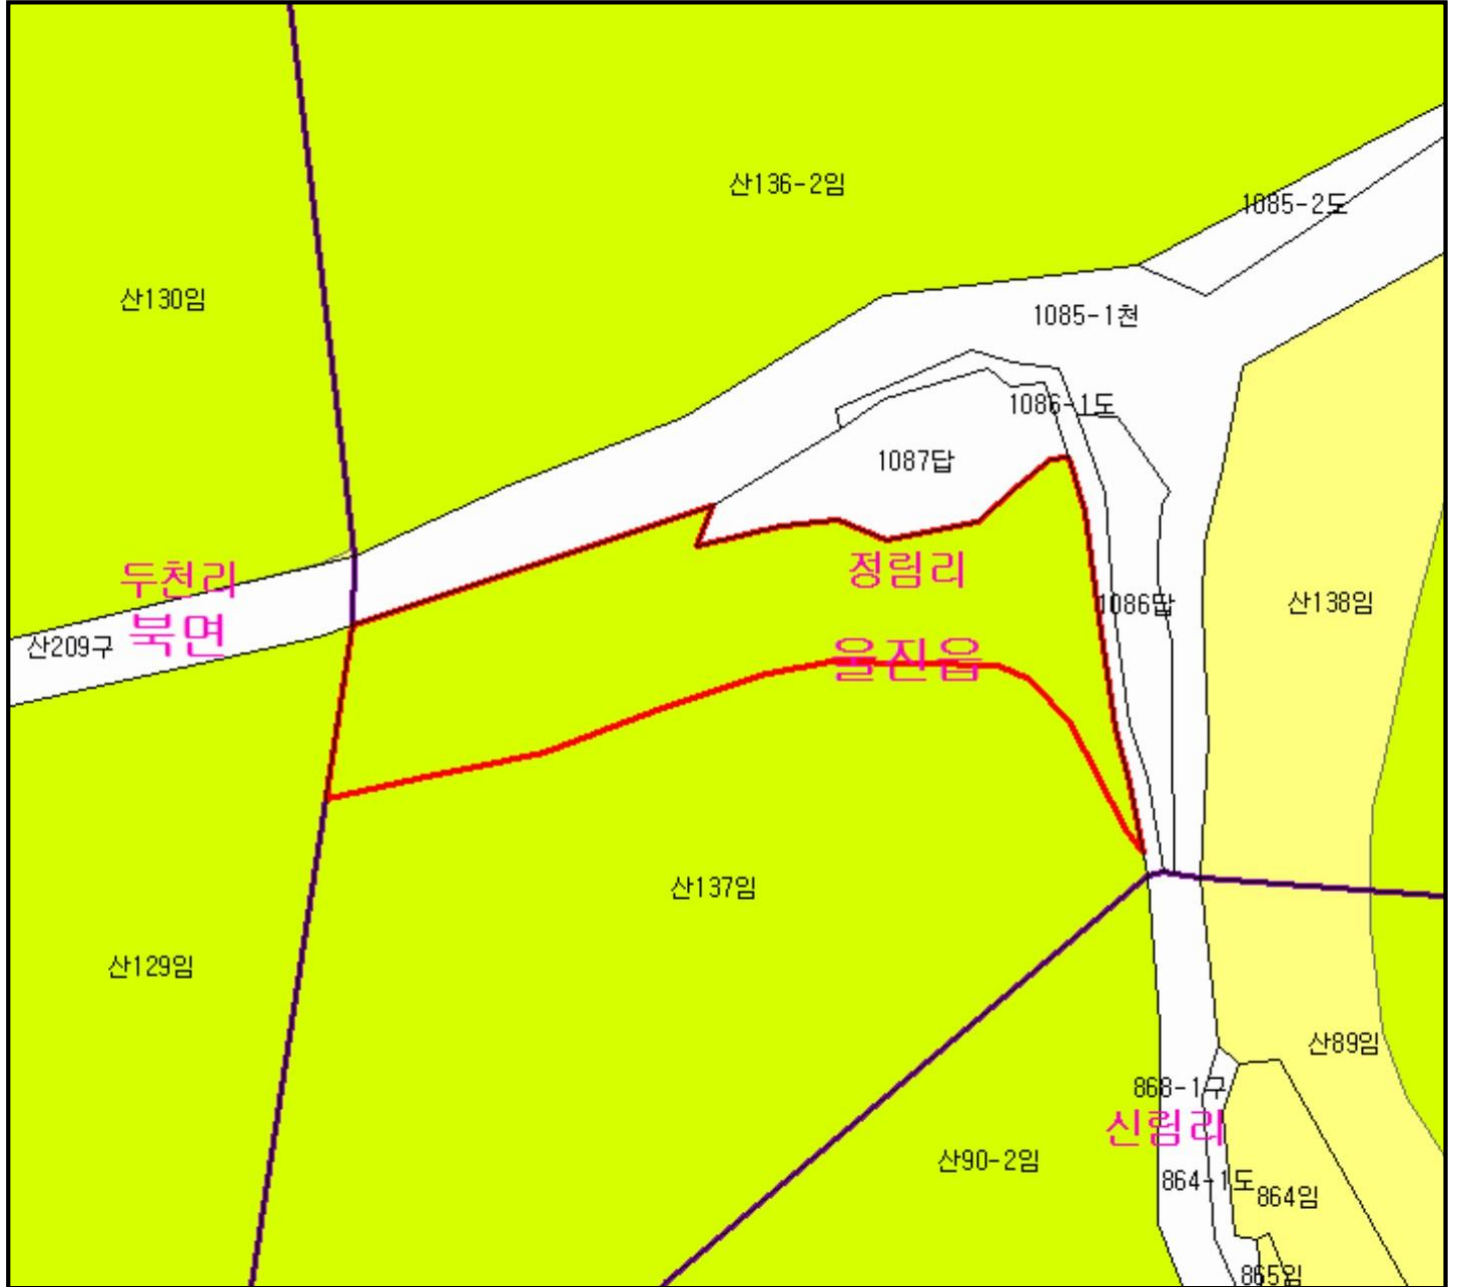 산136-2임
1085-2도
산130임
1085-1천
1086-1도
1087답
정림리
두천리
북면
산209구
1086답
산138임
울진읍
산137임
산129임
산89임
868-1구
신림리
산90-2임
864-1도
864임
865임